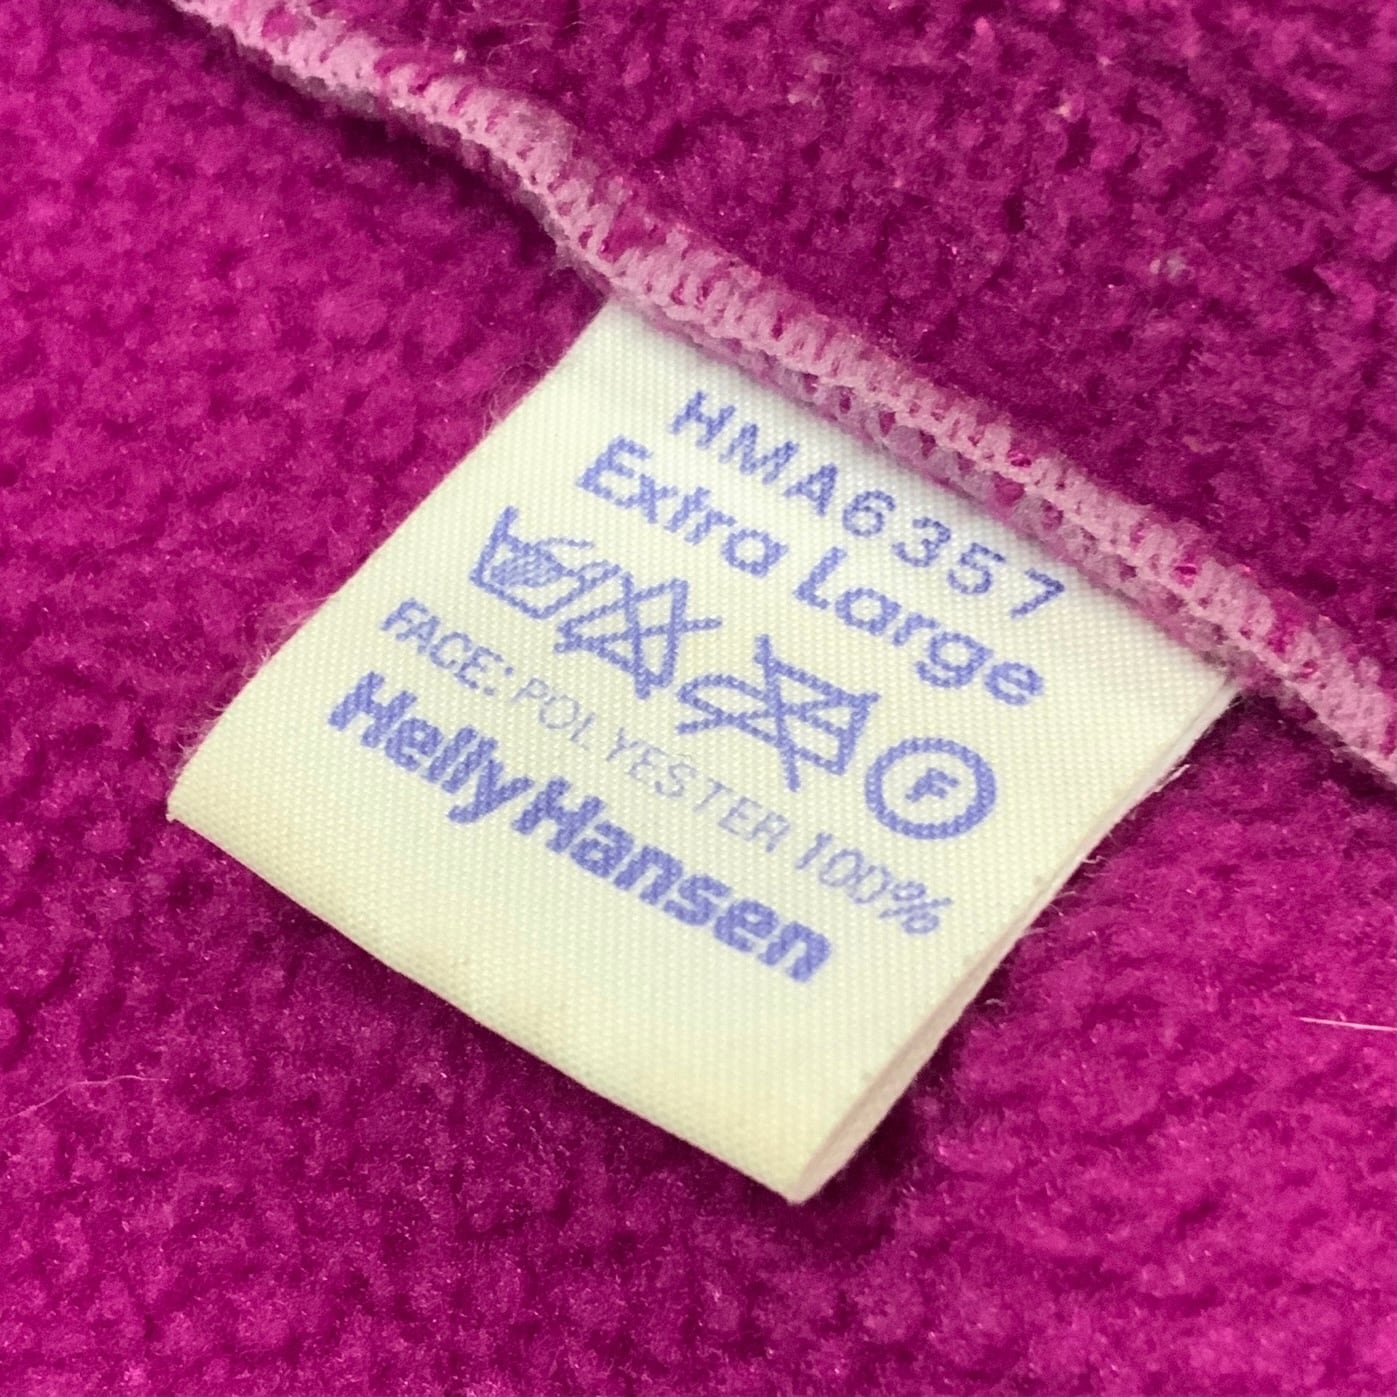 HMA6357
Extra Large
F
FACE: POLYESTER 100%
Helly Hansen